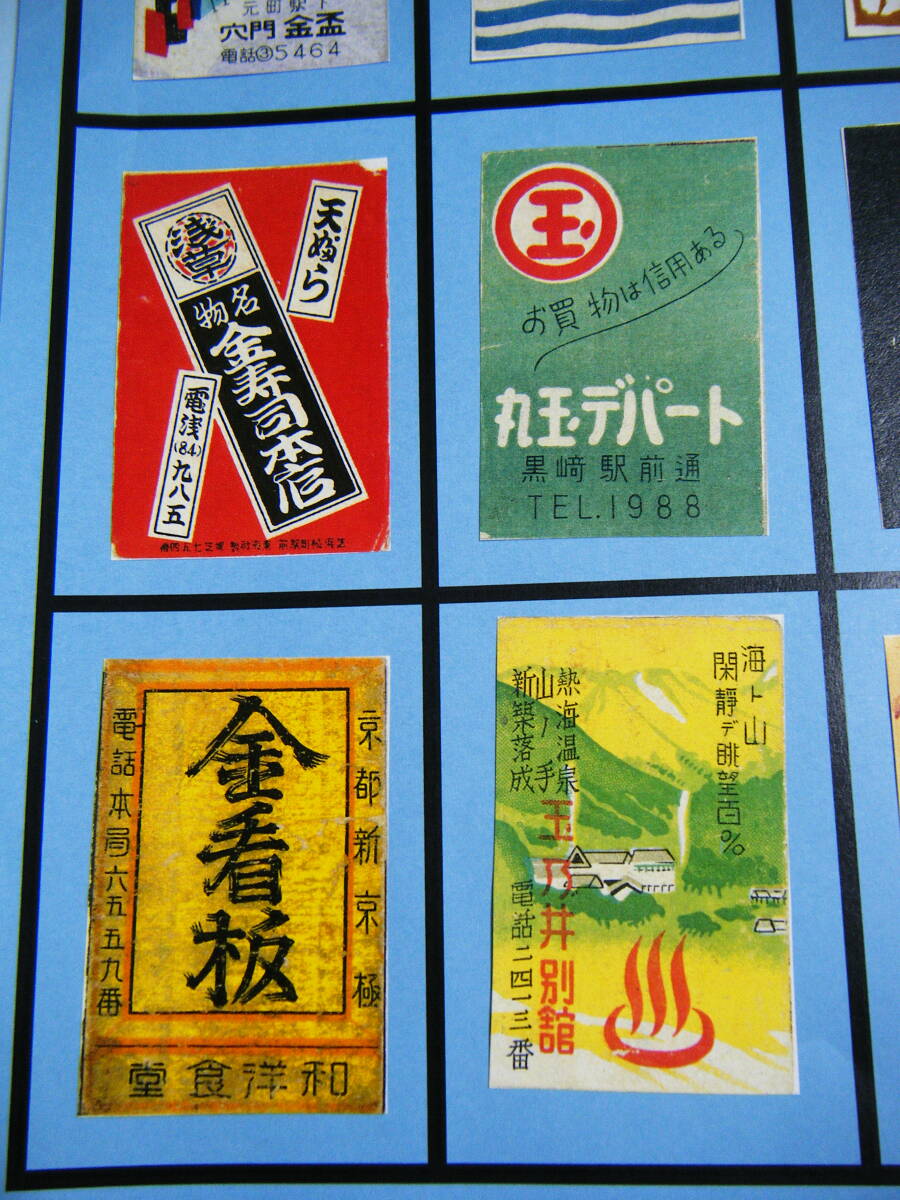 元町駅下
穴門 金盃
電話③5464
天婦ら
浅草
名物
金寿司本店
電浅(84)九八五
玉
お買物は信用ある
丸玉デパート
黒崎駅前通
TEL.1988
京都新京極
金看板
電話本局六五五九番
和洋食堂
海ト山
閑静デ眺望百%
熱海温泉
山ノ手
新築落成
玉乃井別館
電話二四一三番